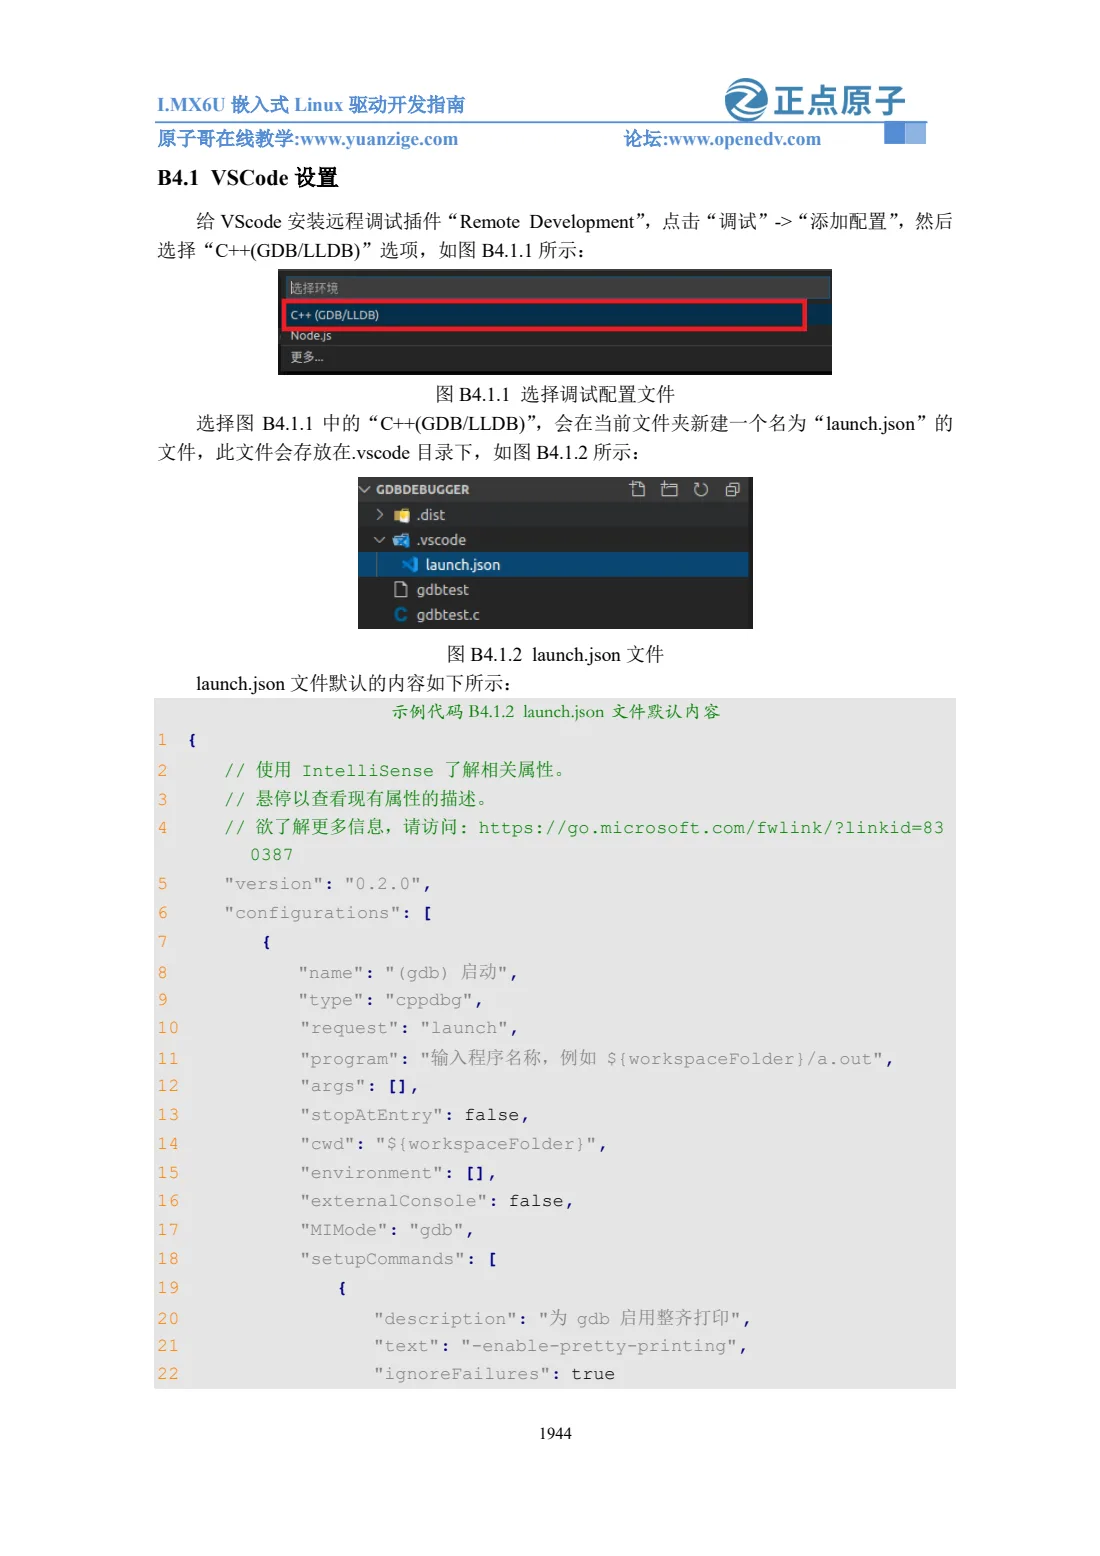 I.MX6U 嵌入式 Linux 驱动开发指南
正点原子
原子哥在线教学:www.yuanzige.com 论坛:www.openedv.com
B4.1 VSCode 设置
给 VScode 安装远程调试插件“Remote Development”，点击“调试”->“添加配置”，然后
选择“C++(GDB/LLDB)”选项，如图 B4.1.1 所示：
选择环境
C++ (GDB/LLDB)
Node.js
更多...
图 B4.1.1 选择调试配置文件
选择图 B4.1.1 中的“C++(GDB/LLDB)”，会在当前文件夹新建一个名为“launch.json”的
文件，此文件会存放在.vscode 目录下，如图 B4.1.2 所示：
GDBDEBUGGER
.dist
.vscode
launch.json
gdbtest
C gdbtest.c
图 B4.1.2 launch.json 文件
launch.json 文件默认的内容如下所示：
示例代码 B4.1.2 launch.json 文件默认内容
1 {
2 // 使用 IntelliSense 了解相关属性。
3 // 悬停以查看现有属性的描述。
4 // 欲了解更多信息，请访问: https://go.microsoft.com/fwlink/?linkid=83
0387
5 "version": "0.2.0",
6 "configurations": [
7 {
8 "name": "(gdb) 启动",
9 "type": "cppdbg",
10 "request": "launch",
11 "program": "输入程序名称，例如 ${workspaceFolder}/a.out",
12 "args": [],
13 "stopAtEntry": false,
14 "cwd": "${workspaceFolder}",
15 "environment": [],
16 "externalConsole": false,
17 "MIMode": "gdb",
18 "setupCommands": [
19 {
20 "description": "为 gdb 启用整齐打印",
21 "text": "-enable-pretty-printing",
22 "ignoreFailures": true
1944